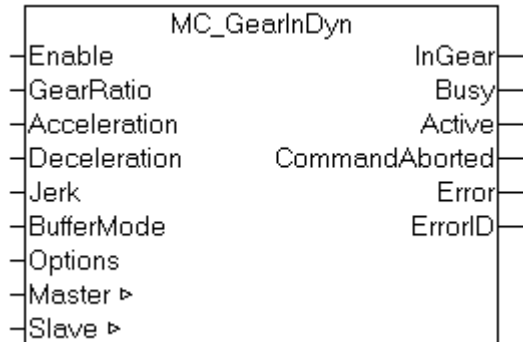 MC_GearInDyn
Enable InGear
GearRatio Busy
Acceleration Active
Deceleration CommandAborted
Jerk Error
BufferMode ErrorID
Options
Master ▹
Slave ▹